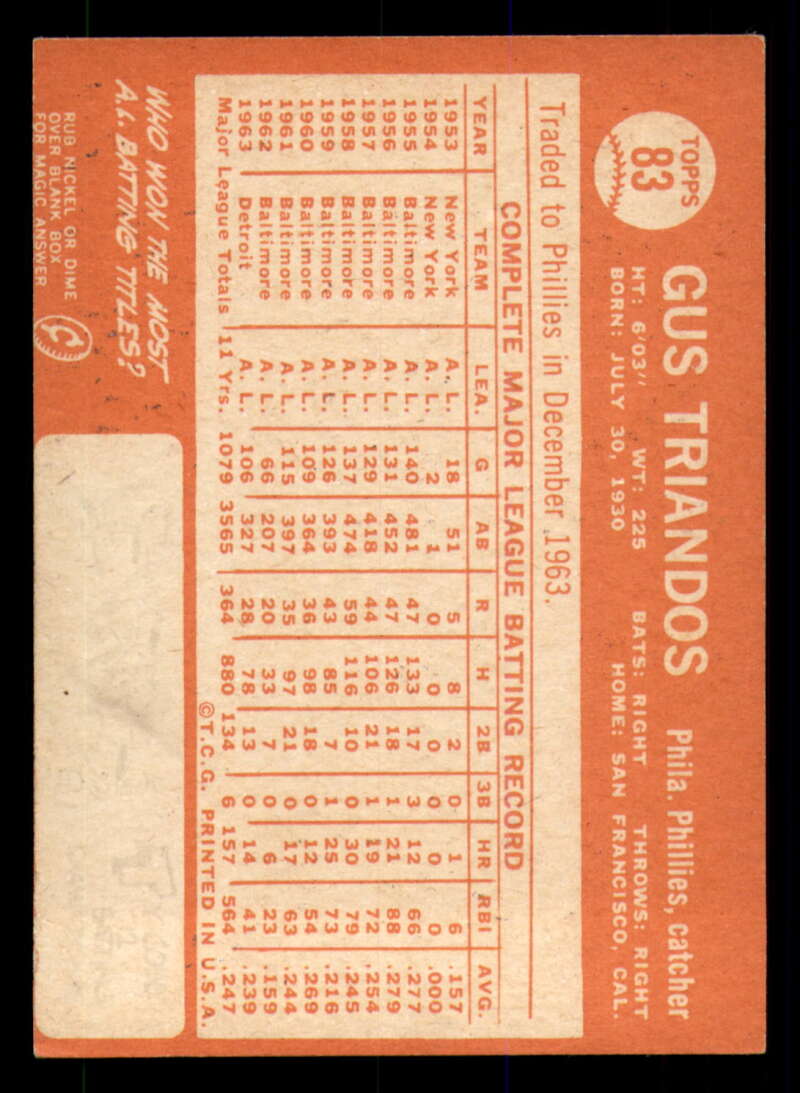 TOPPS
83
GUS TRIANDOS Phila. Phillies, catcher
HT: 6'03" WT: 225 BATS: RIGHT THROWS: RIGHT
BORN: JULY 30, 1930 HOME: SAN FRANCISCO, CAL.
Traded to Phillies in December 1963.
COMPLETE MAJOR LEAGUE BATTING RECORD
YEAR TEAM LEA. G AB R H 2B 3B HR RBI AVG.
1953 New York A. L. 18 51 5 8 2 0 1 6 .157
1954 New York A. L. 2 1 0 0 0 0 0 0 .000
1955 Baltimore A. L. 140 481 47 133 17 3 12 66 .277
1956 Baltimore A. L. 131 452 47 126 18 1 21 88 .279
1957 Baltimore A. L. 129 418 44 106 21 1 19 72 .254
1958 Baltimore A. L. 137 474 59 116 10 0 30 79 .245
1959 Baltimore A. L. 126 393 43 85 7 1 25 73 .216
1960 Baltimore A. L. 109 364 36 98 18 0 12 54 .269
1961 Baltimore A. L. 115 397 35 97 21 0 17 63 .244
1962 Baltimore A. L. 66 207 20 33 7 0 6 23 .159
1963 Detroit A. L. 106 327 28 78 13 0 14 41 .239
Major League Totals 11 Yrs. 1079 3565 364 880 134 6 157 564 .247
©T.C.G. PRINTED IN U.S.A.
WHO WON THE MOST
A.L. BATTING TITLES?
RUB NICKEL OR DIME
OVER BLANK BOX
FOR MAGIC ANSWER